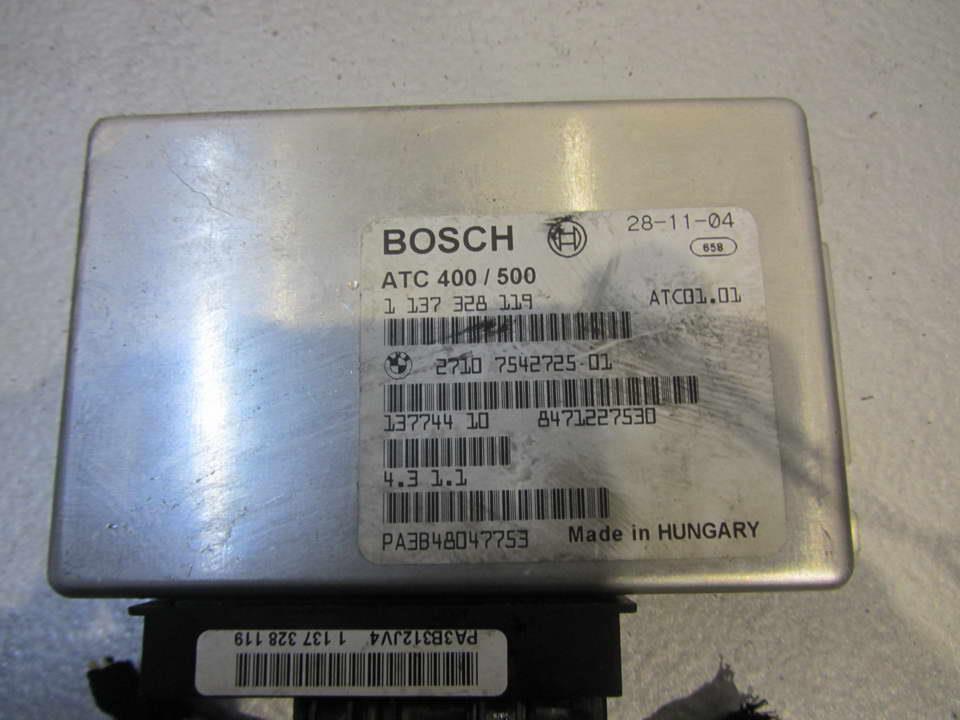 BOSCH
28-11-04
658
ATC 400 / 500
1 137 328 119
ATC01.01
2710 7542725-01
137744 10 8471227530
4.3 1.1
PA3B48047753
Made in HUNGARY
PA3B312JV4 1 137 328 119